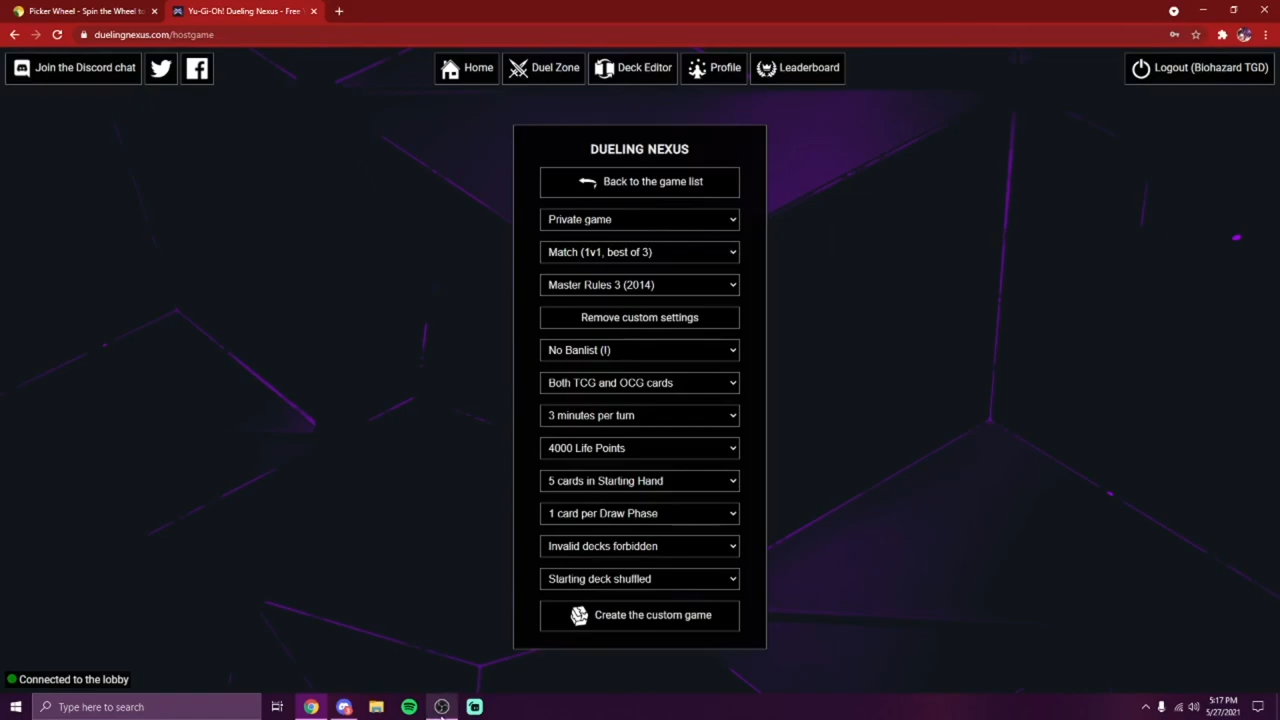 Picker Wheel - Spin the Wheel to
Yu-Gi-Oh! Dueling Nexus - Free
duelingnexus.com/hostgame
Join the Discord chat
Home
Duel Zone
Deck Editor
Profile
Leaderboard
Logout (Biohazard TGD)
DUELING NEXUS
Back to the game list
Private game
Match (1v1, best of 3)
Master Rules 3 (2014)
Remove custom settings
No Banlist (!)
Both TCG and OCG cards
3 minutes per turn
4000 Life Points
5 cards in Starting Hand
1 card per Draw Phase
Invalid decks forbidden
Starting deck shuffled
Create the custom game
Connected to the lobby
Type here to search
5:17 PM
5/27/2021